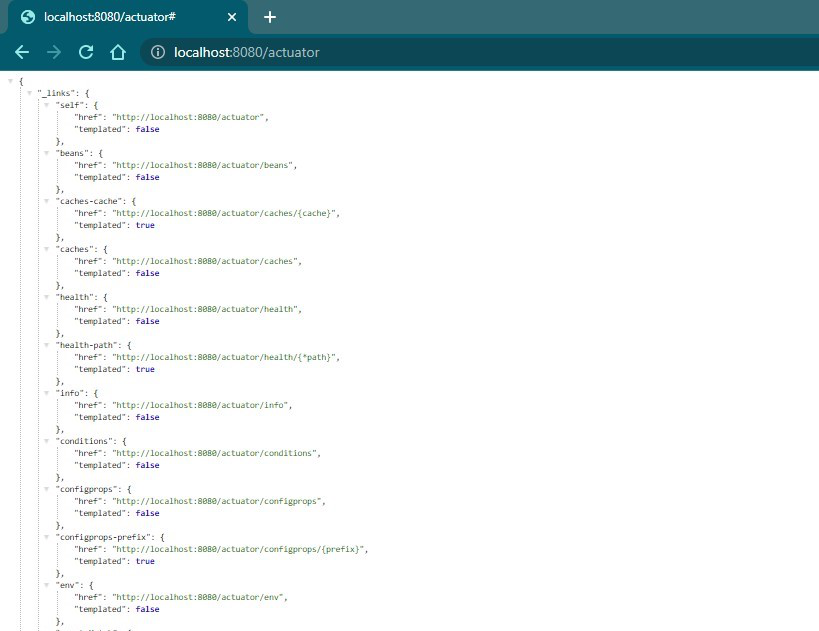 localhost:8080/actuator#
localhost:8080/actuator
{
"_links": {
"self": {
"href": "http://localhost:8080/actuator",
"templated": false
},
"beans": {
"href": "http://localhost:8080/actuator/beans",
"templated": false
},
"caches-cache": {
"href": "http://localhost:8080/actuator/caches/{cache}",
"templated": true
},
"caches": {
"href": "http://localhost:8080/actuator/caches",
"templated": false
},
"health": {
"href": "http://localhost:8080/actuator/health",
"templated": false
},
"health-path": {
"href": "http://localhost:8080/actuator/health/{*path}",
"templated": true
},
"info": {
"href": "http://localhost:8080/actuator/info",
"templated": false
},
"conditions": {
"href": "http://localhost:8080/actuator/conditions",
"templated": false
},
"configprops": {
"href": "http://localhost:8080/actuator/configprops",
"templated": false
},
"configprops-prefix": {
"href": "http://localhost:8080/actuator/configprops/{prefix}",
"templated": true
},
"env": {
"href": "http://localhost:8080/actuator/env",
"templated": false
},